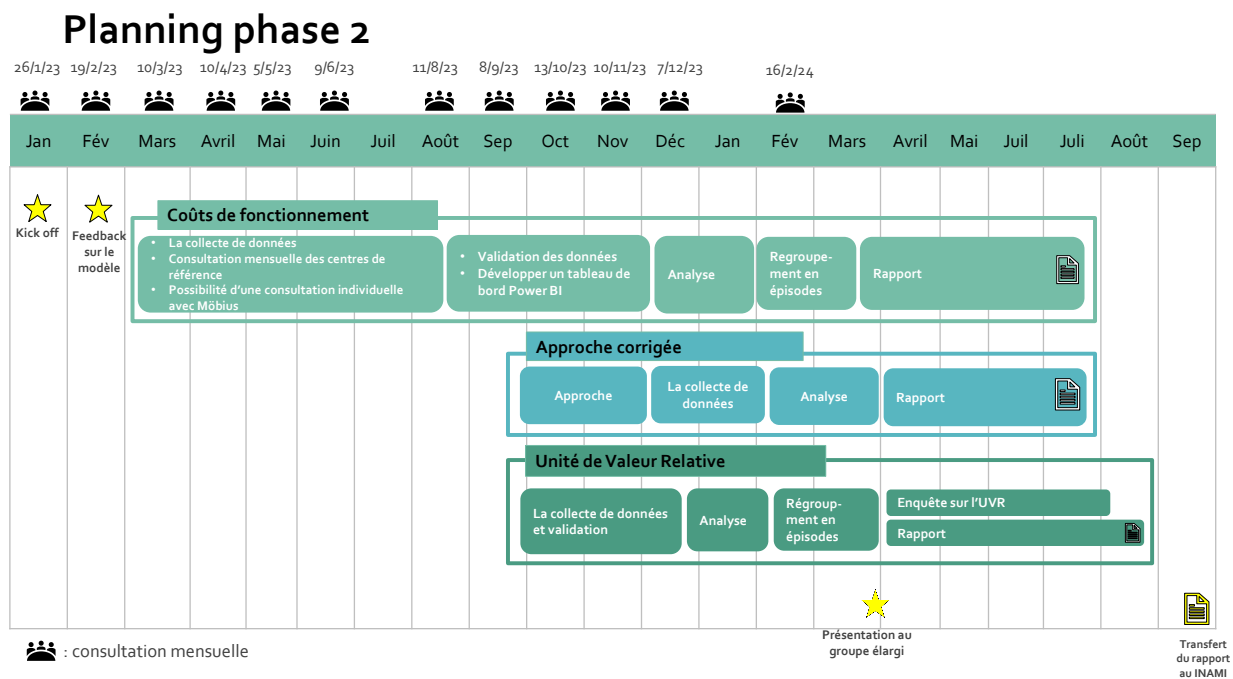 Planning phase 2
26/1/23 19/2/23 10/3/23 10/4/23 5/5/23 9/6/23 11/8/23 8/9/23 13/10/23 10/11/23 7/12/23 16/2/24
Jan Fév Mars Avril Mai Juin Juil Août Sep Oct Nov Déc Jan Fév Mars Avril Mai Juil Juli Août Sep
Kick off
Feedback
sur le
modèle
Coûts de fonctionnement
• La collecte de données
• Consultation mensuelle des centres de
référence
• Possibilité d'une consultation individuelle
avec Möbius
• Validation des données
• Développer un tableau de
bord Power BI
Analyse
Regroupe-
ment en
épisodes
Rapport
Approche corrigée
Approche
La collecte de
données
Analyse
Rapport
Unité de Valeur Relative
La collecte de données
et validation
Analyse
Régroup-
ment en
épisodes
Enquête sur l'UVR
Rapport
Présentation au
groupe élargi
Transfert
du rapport
au INAMI
: consultation mensuelle